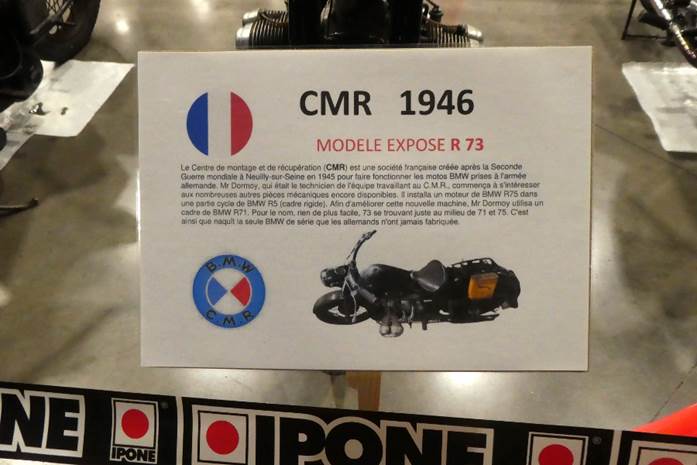 CMR 1946
MODELE EXPOSE R 73
Le Centre de montage et de récupération (CMR) est une société française créée après la Seconde
Guerre mondiale à Neuilly-sur-Seine en 1945 pour faire fonctionner les motos BMW prises à l'armée
allemande. Mr Dormoy, qui était le technicien de l'équipe travaillant au C.M.R., commença à s'intéresser
aux nombreuses autres pièces mécaniques encore disponibles. Il installa un moteur de BMW R75 dans
une partie cycle de BMW R5 (cadre rigide). Afin d'améliorer cette nouvelle machine, Mr Dormoy utilisa un
cadre de BMW R71. Pour le nom, rien de plus facile, 73 se trouvant juste au milieu de 71 et 75. C'est
ainsi que naquit la seule BMW de série que les allemands n'ont jamais fabriquée.
B.M.W
C.M.R
NE IPONE IPONE